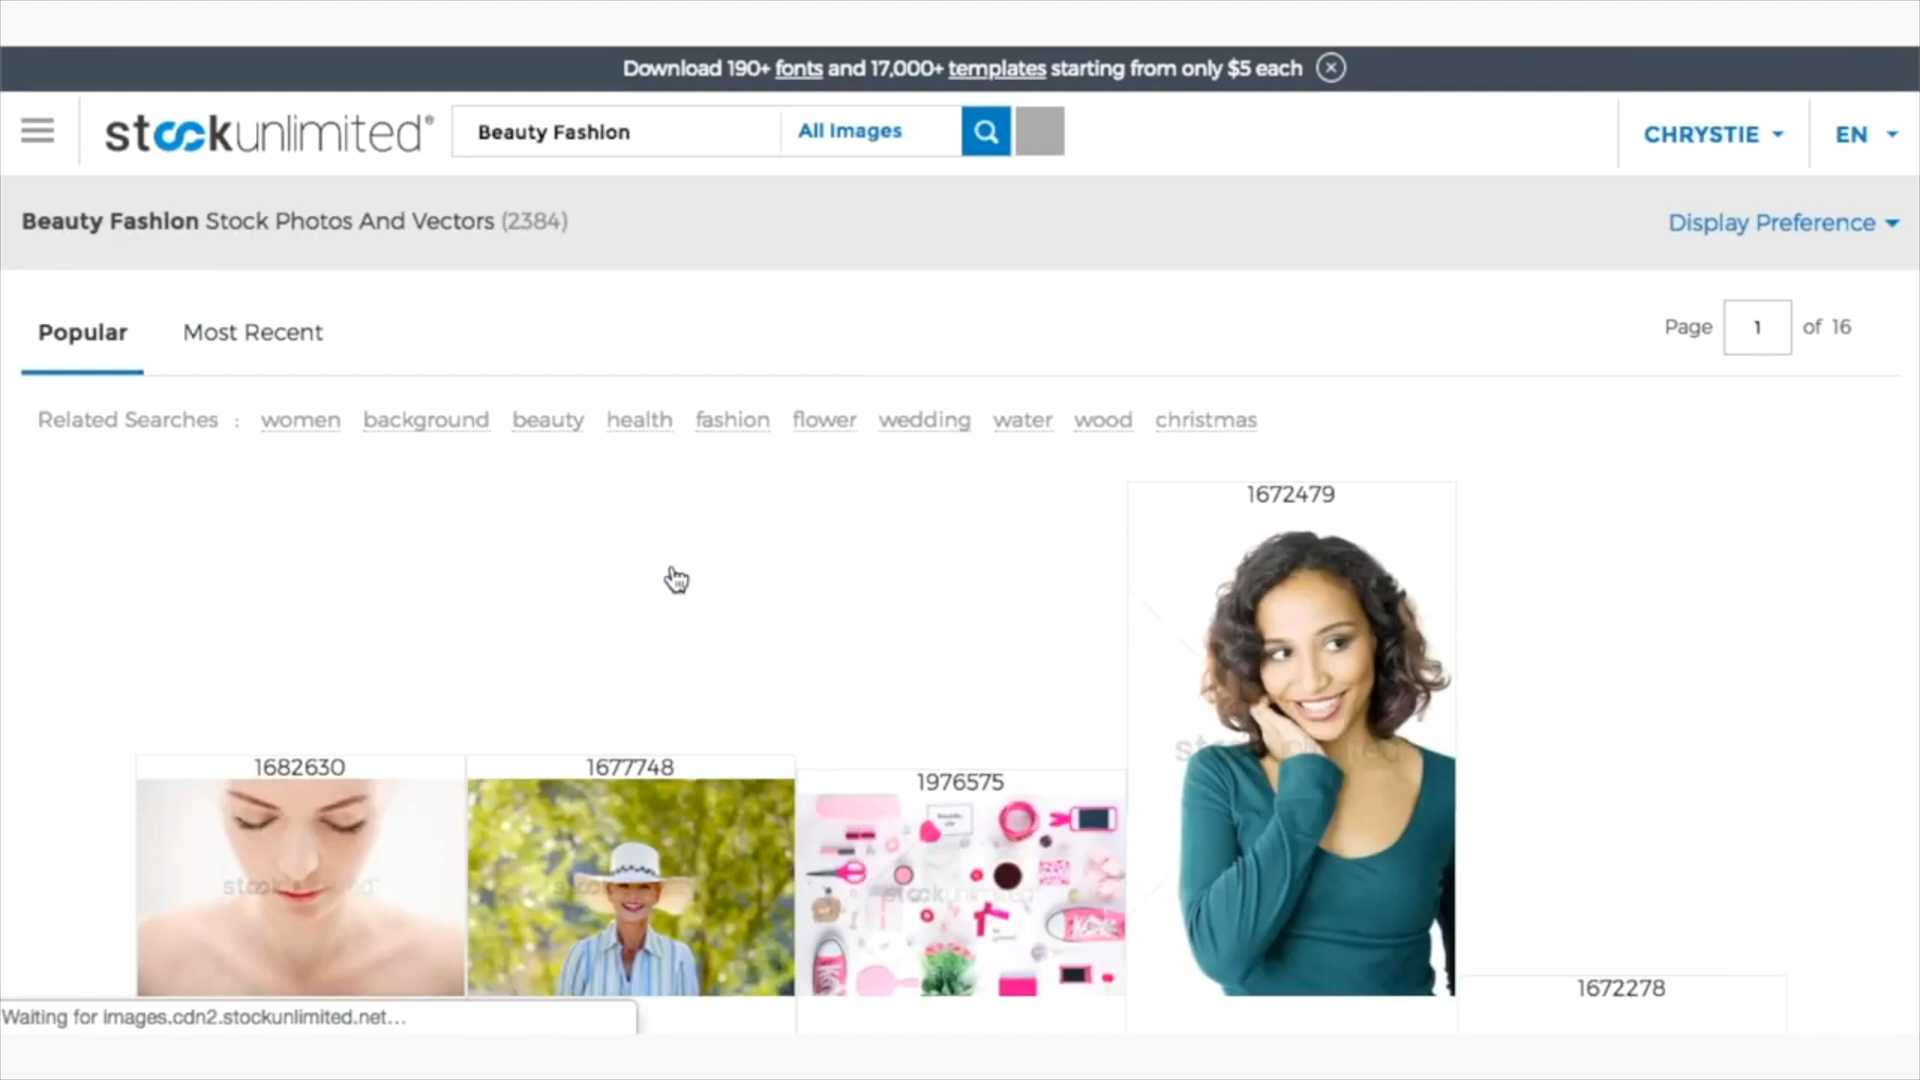 Download 190+ fonts and 17,000+ templates starting from only $5 each
stockunlimited®
Beauty Fashion
All Images
CHRYSTIE
EN
Beauty Fashion Stock Photos And Vectors (2384)
Display Preference
Popular
Most Recent
Page 1 of 16
Related Searches : women background beauty health fashion flower wedding water wood christmas
1672479
stockunlimited
1682630
1677748
1976575
stockunlimited
stockunlimited
1672278
Waiting for images.cdn2.stockunlimited.net...